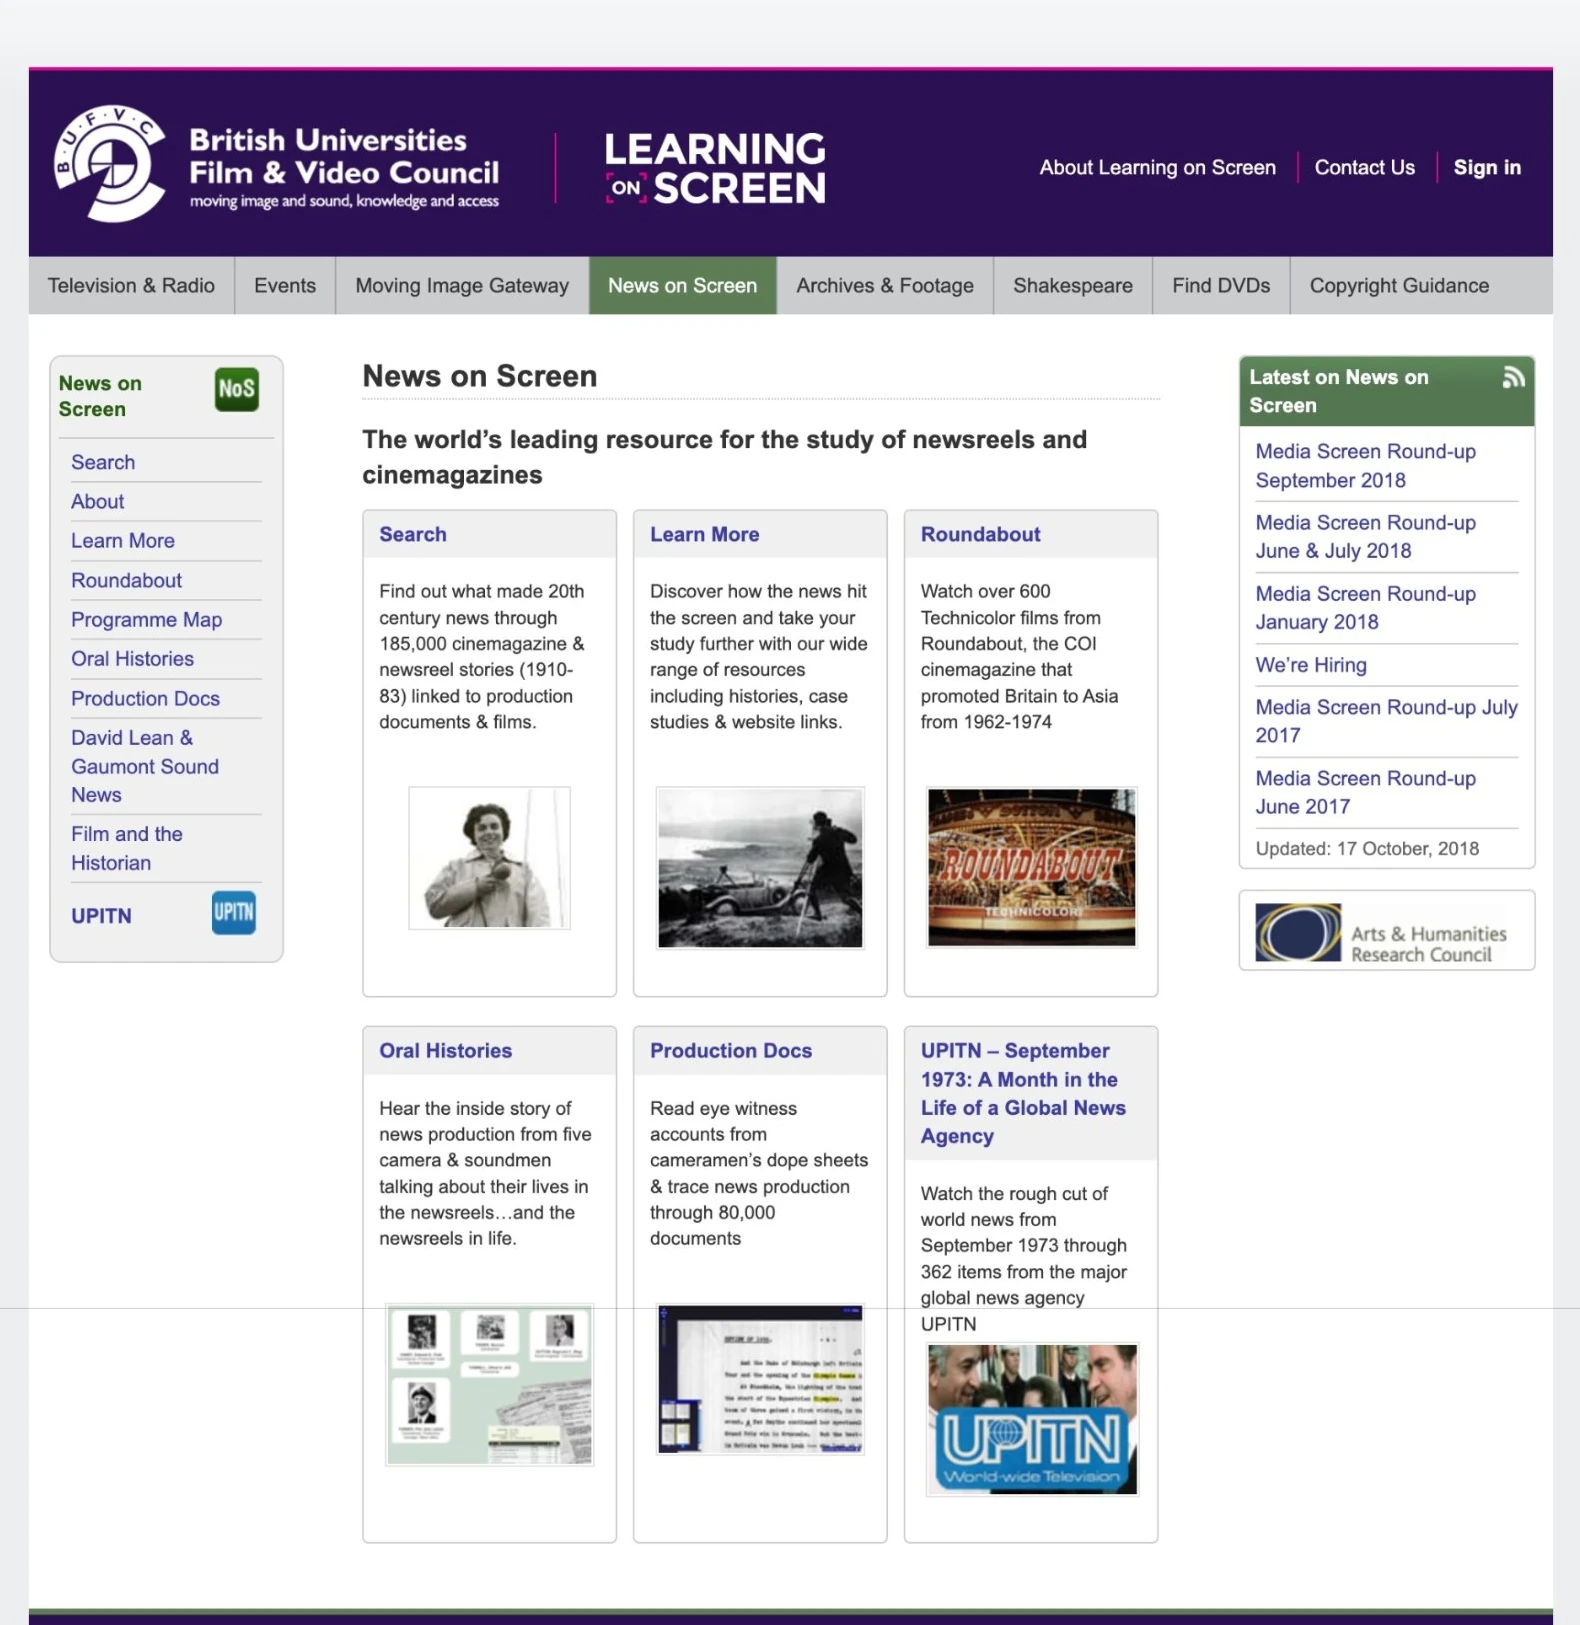 B·U·F·V·C
British Universities
Film & Video Council
moving image and sound, knowledge and access
LEARNING
ON SCREEN
About Learning on Screen
Contact Us
Sign in
Television & Radio
Events
Moving Image Gateway
News on Screen
Archives & Footage
Shakespeare
Find DVDs
Copyright Guidance
News on
Screen
NoS
Search
About
Learn More
Roundabout
Programme Map
Oral Histories
Production Docs
David Lean &
Gaumont Sound
News
Film and the
Historian
UPITN
UPITN
News on Screen
The world’s leading resource for the study of newsreels and
cinemagazines
Search
Find out what made 20th
century news through
185,000 cinemagazine &
newsreel stories (1910-
83) linked to production
documents & films.
Learn More
Discover how the news hit
the screen and take your
study further with our wide
range of resources
including histories, case
studies & website links.
Roundabout
Watch over 600
Technicolor films from
Roundabout, the COI
cinemagazine that
promoted Britain to Asia
from 1962-1974
ROUNDABOUT
TECHNICOLOR
Oral Histories
Hear the inside story of
news production from five
camera & soundmen
talking about their lives in
the newsreels…and the
newsreels in life.
Production Docs
Read eye witness
accounts from
cameramen’s dope sheets
& trace news production
through 80,000
documents
And the Duke of Edinburgh left Britain
UPITN – September
1973: A Month in the
Life of a Global News
Agency
Watch the rough cut of
world news from
September 1973 through
362 items from the major
global news agency
UPITN
UPITN
World-wide Television
Latest on News on
Screen
Media Screen Round-up
September 2018
Media Screen Round-up
June & July 2018
Media Screen Round-up
January 2018
We’re Hiring
Media Screen Round-up July
2017
Media Screen Round-up
June 2017
Updated: 17 October, 2018
Arts & Humanities
Research Council